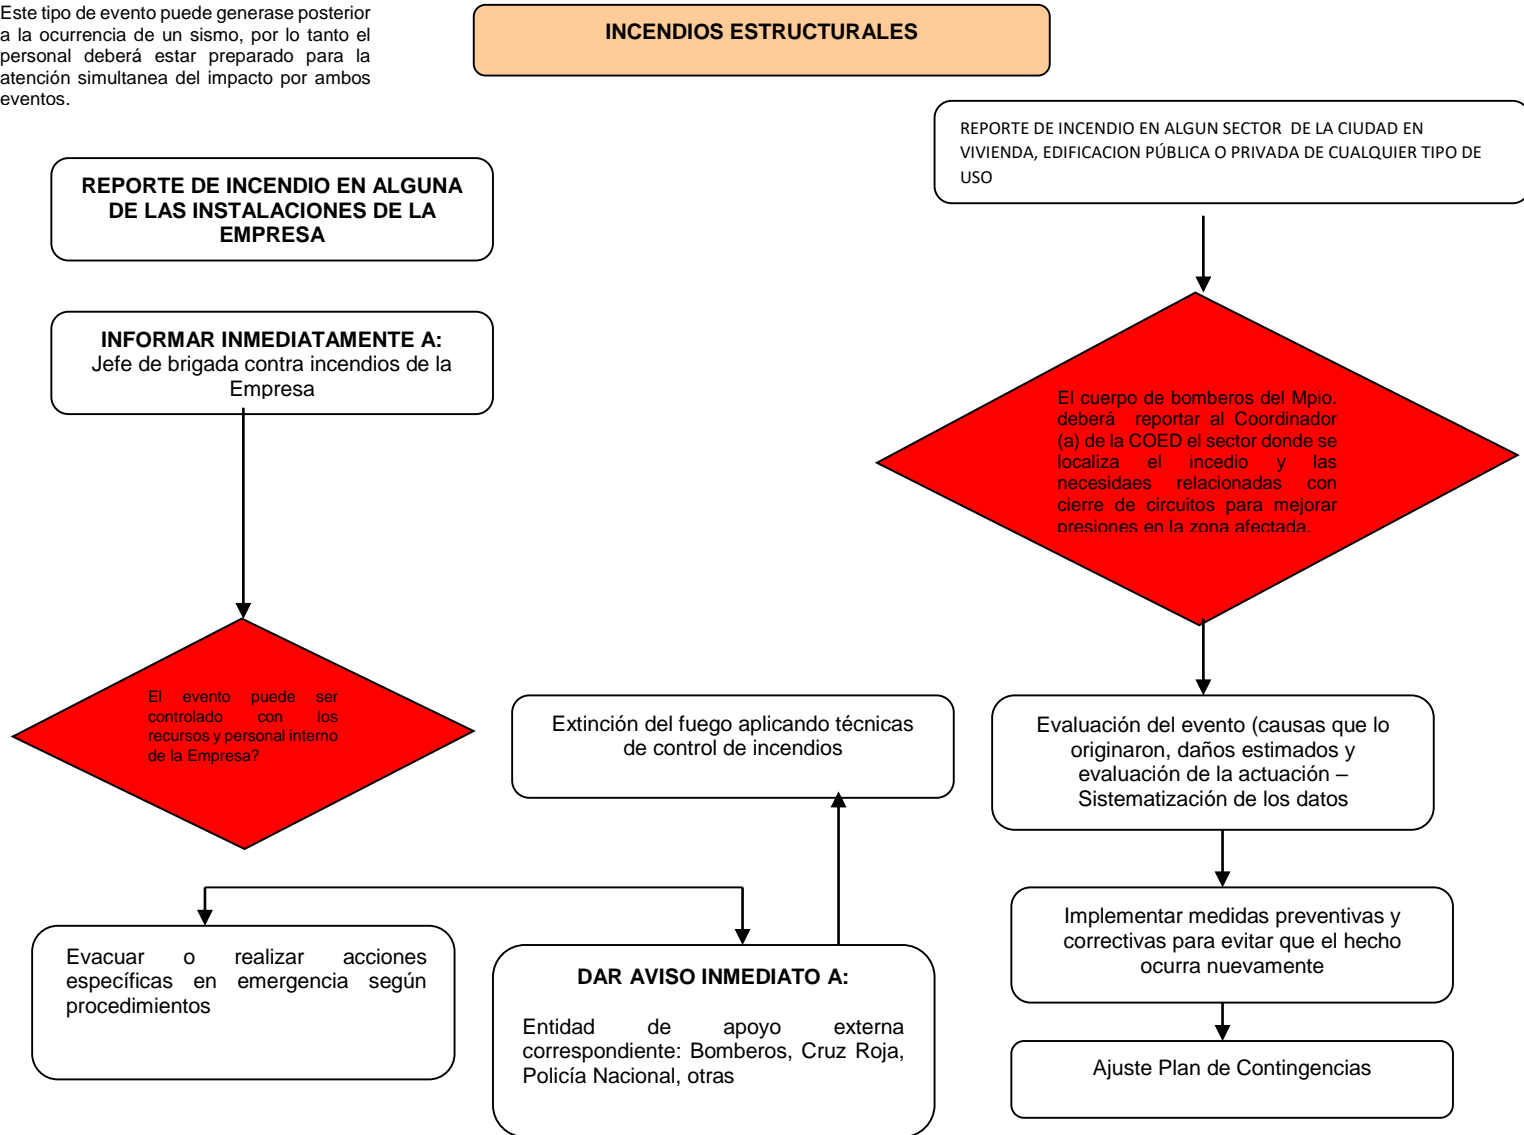 Este tipo de evento puede generase posterior
a la ocurrencia de un sismo, por lo tanto el
personal deberá estar preparado para la
atención simultanea del impacto por ambos
eventos.
INCENDIOS ESTRUCTURALES
REPORTE DE INCENDIO EN ALGUNA
DE LAS INSTALACIONES DE LA
EMPRESA
INFORMAR INMEDIATAMENTE A:
Jefe de brigada contra incendios de la
Empresa
El evento puede ser
controlado con los
recursos y personal interno
de la Empresa?
Evacuar o realizar acciones
específicas en emergencia según
procedimientos
DAR AVISO INMEDIATO A:
Entidad de apoyo externa
correspondiente: Bomberos, Cruz Roja,
Policía Nacional, otras
Extinción del fuego aplicando técnicas
de control de incendios
REPORTE DE INCENDIO EN ALGUN SECTOR DE LA CIUDAD EN
VIVIENDA, EDIFICACION PÚBLICA O PRIVADA DE CUALQUIER TIPO DE
USO
El cuerpo de bomberos del Mpio.
deberá reportar al Coordinador
(a) de la COED el sector donde se
localiza el incedio y las
necesidaes relacionadas con
cierre de circuitos para mejorar
presiones en la zona afectada.
Evaluación del evento (causas que lo
originaron, daños estimados y
evaluación de la actuación –
Sistematización de los datos
Implementar medidas preventivas y
correctivas para evitar que el hecho
ocurra nuevamente
Ajuste Plan de Contingencias